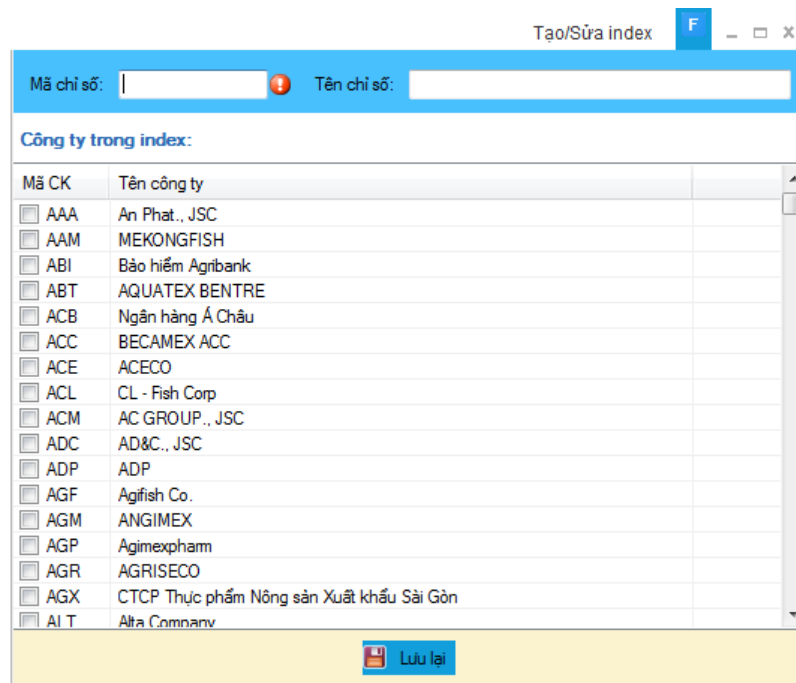 Tạo/Sửa index F
Mã chỉ số: Tên chỉ số:
Công ty trong index:
Mã CK Tên công ty
AAA An Phat., JSC
AAM MEKONGFISH
ABI Bảo hiểm Agribank
ABT AQUATEX BENTRE
ACB Ngân hàng Á Châu
ACC BECAMEX ACC
ACE ACECO
ACL CL - Fish Corp
ACM AC GROUP., JSC
ADC AD&C., JSC
ADP ADP
AGF Agifish Co.
AGM ANGIMEX
AGP Agimexpharm
AGR AGRISECO
AGX CTCP Thực phẩm Nông sản Xuất khẩu Sài Gòn
ALT Alta Company
Lưu lại